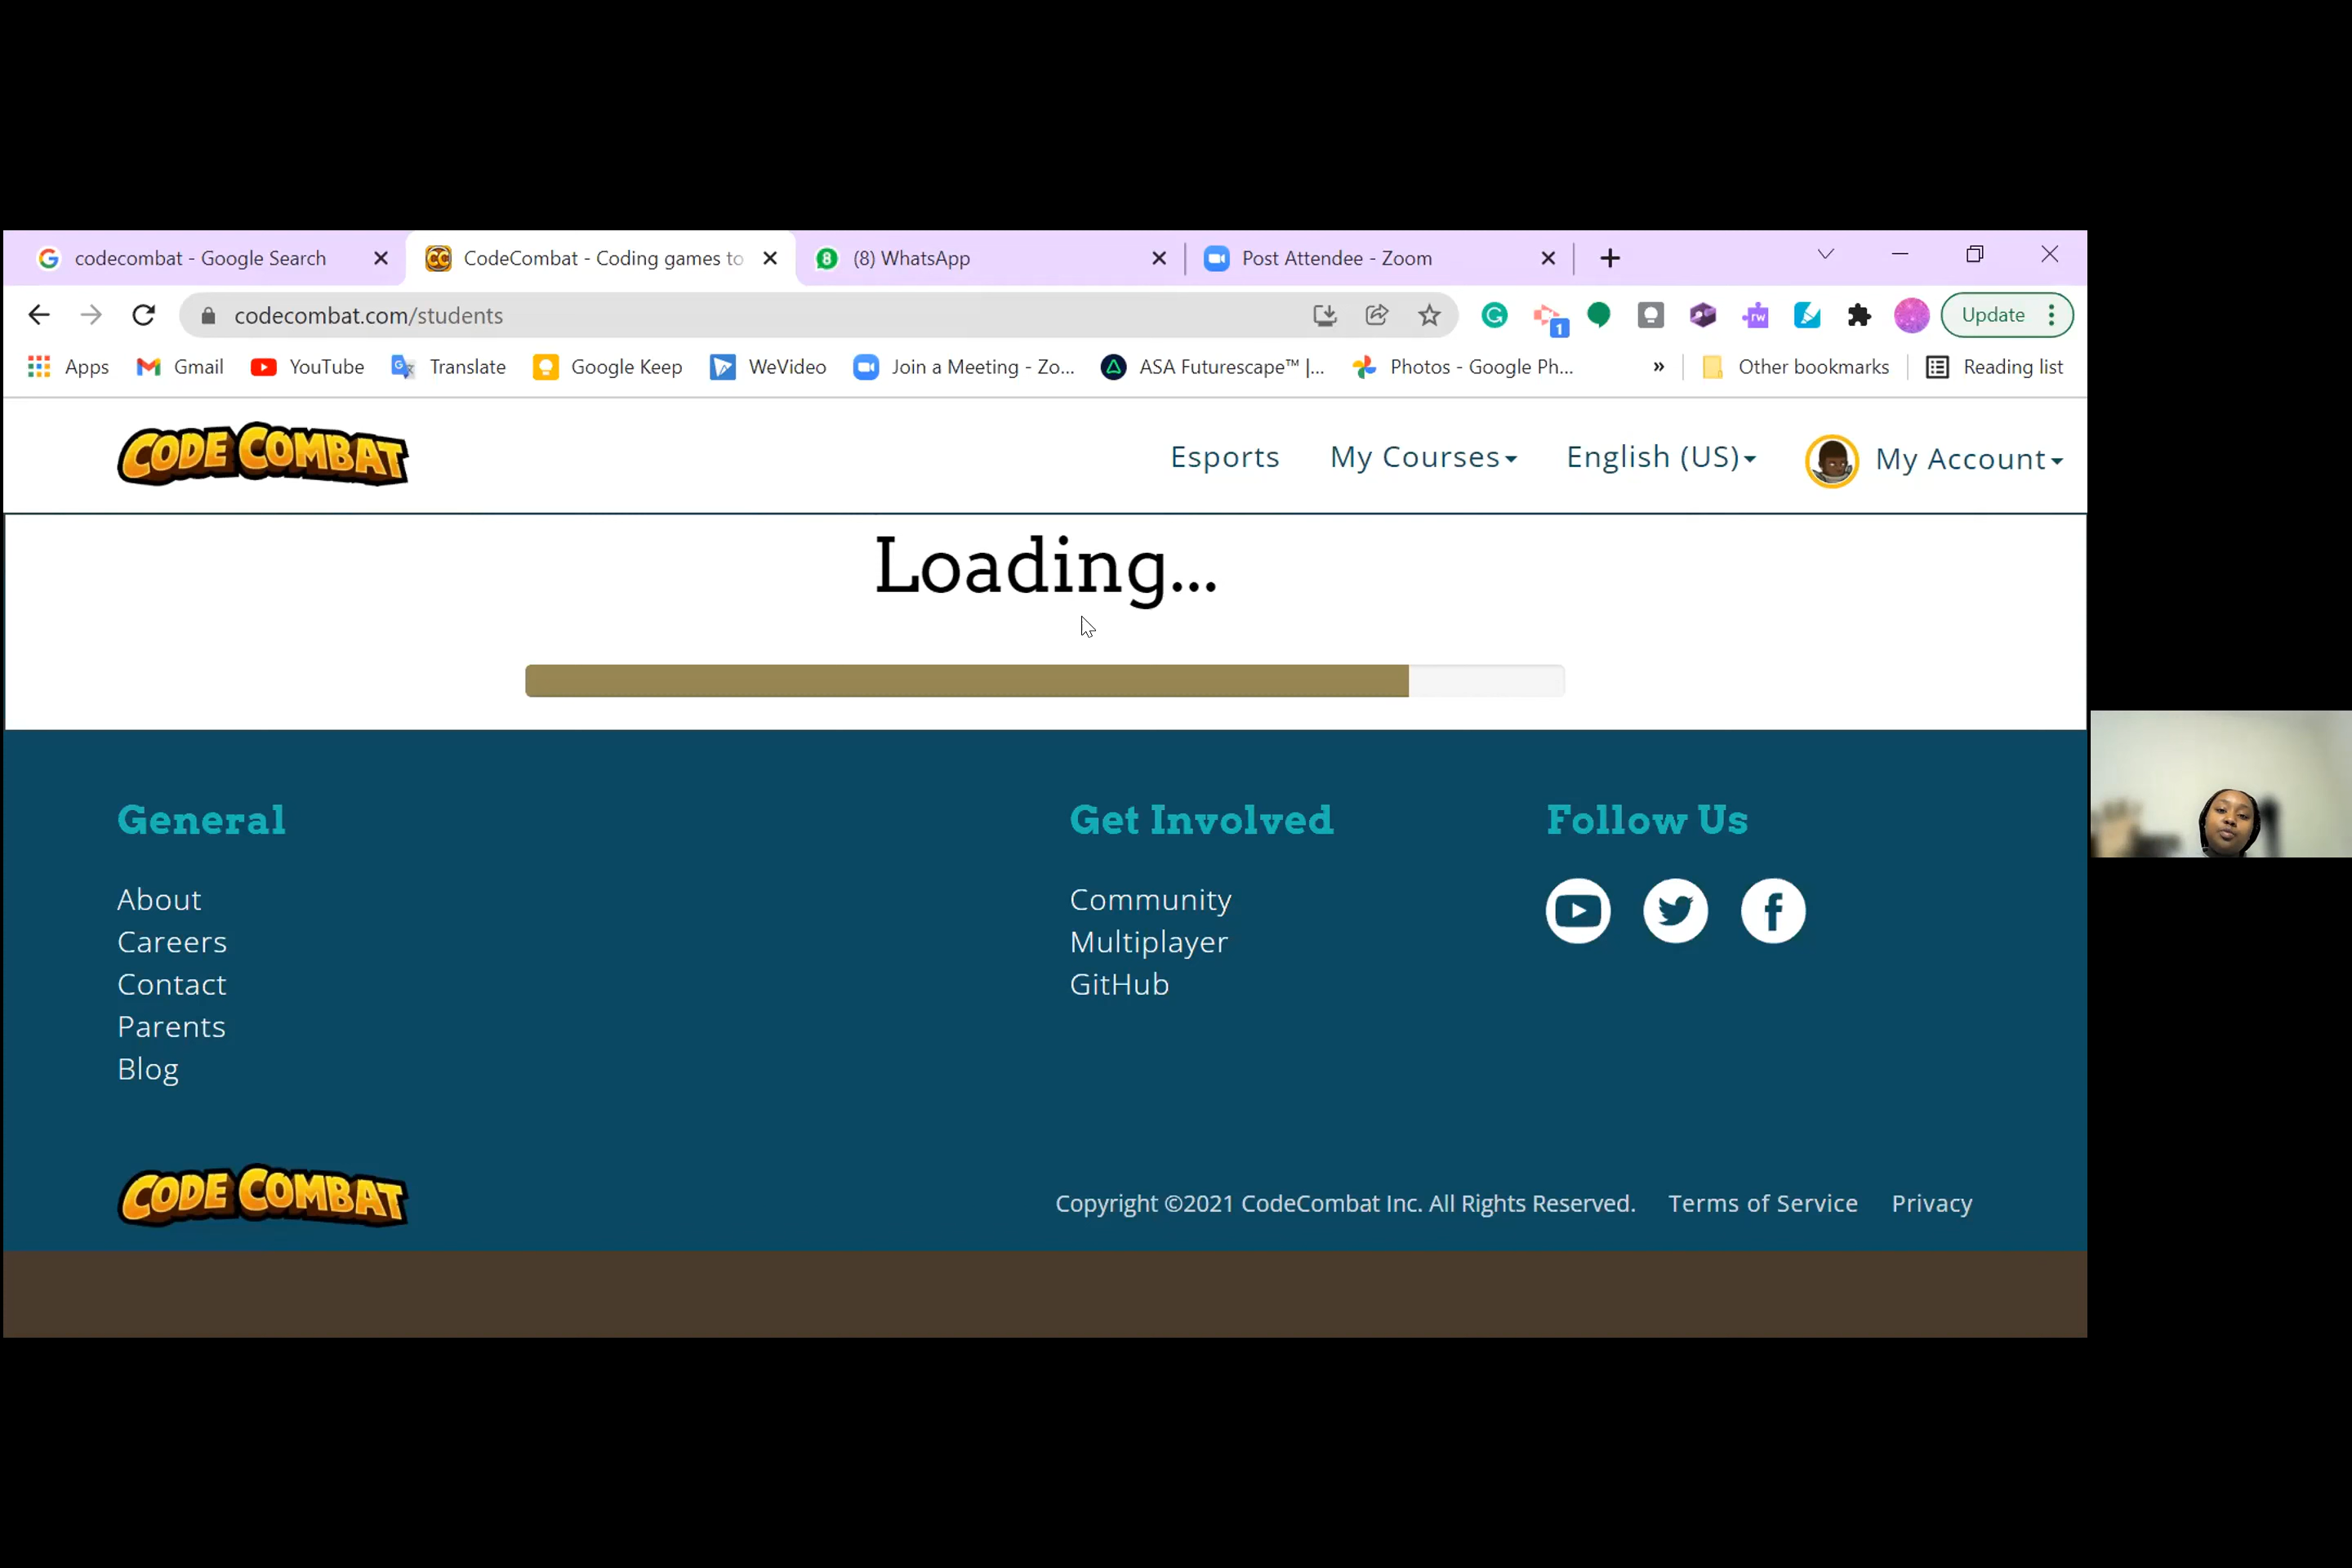 codecombat - Google Search
CodeCombat - Coding games to
8 (8) WhatsApp
Post Attendee - Zoom
codecombat.com/students
1
rw
Update
Apps
Gmail
YouTube
Translate
Google Keep
WeVideo
Join a Meeting - Zo...
ASA Futurescape™ |...
Photos - Google Ph...
»
Other bookmarks
Reading list
CODE COMBAT
Esports
My Courses
English (US)
My Account
Loading...
General
About
Careers
Contact
Parents
Blog
Get Involved
Community
Multiplayer
GitHub
Follow Us
CODE COMBAT
Copyright ©2021 CodeCombat Inc. All Rights Reserved.
Terms of Service
Privacy